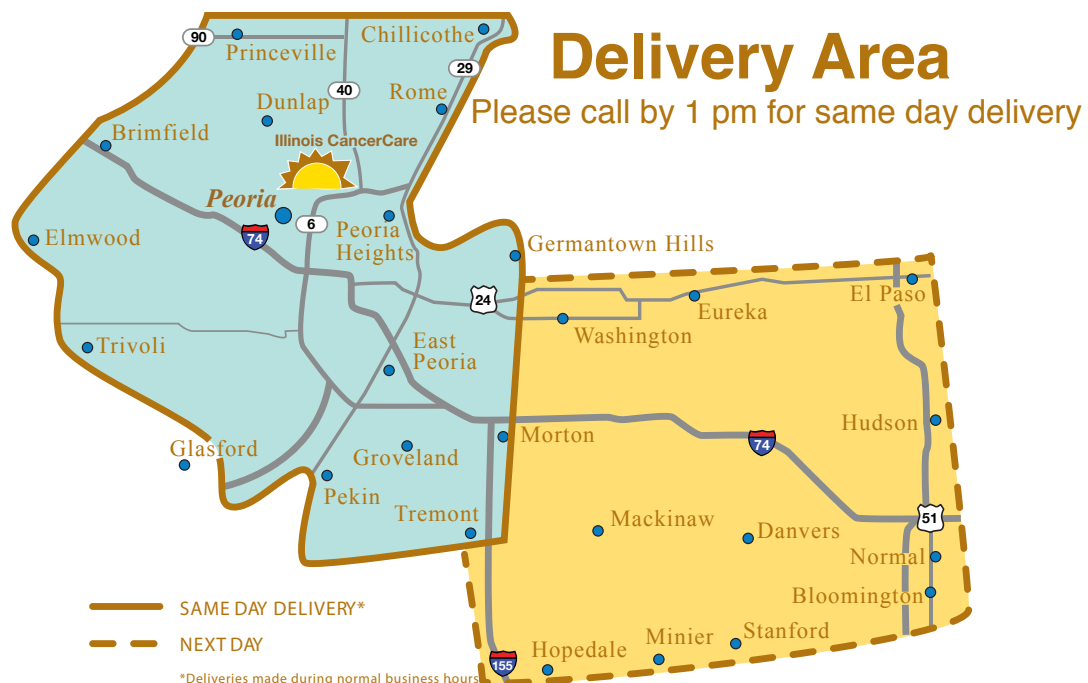 Delivery Area
Please call by 1 pm for same day delivery
90
Princeville
Chillicothe
29
40
Dunlap
Rome
Brimfield
Illinois CancerCare
Peoria
6
74
Peoria
Heights
Elmwood
Germantown Hills
24
El Paso
Eureka
Washington
East
Peoria
Trivoli
Hudson
Morton
74
Glasford
Groveland
Pekin
Tremont
Mackinaw
Danvers
51
Normal
Bloomington
SAME DAY DELIVERY*
NEXT DAY
Stanford
Minier
Hopedale
155
*Deliveries made during normal business hours